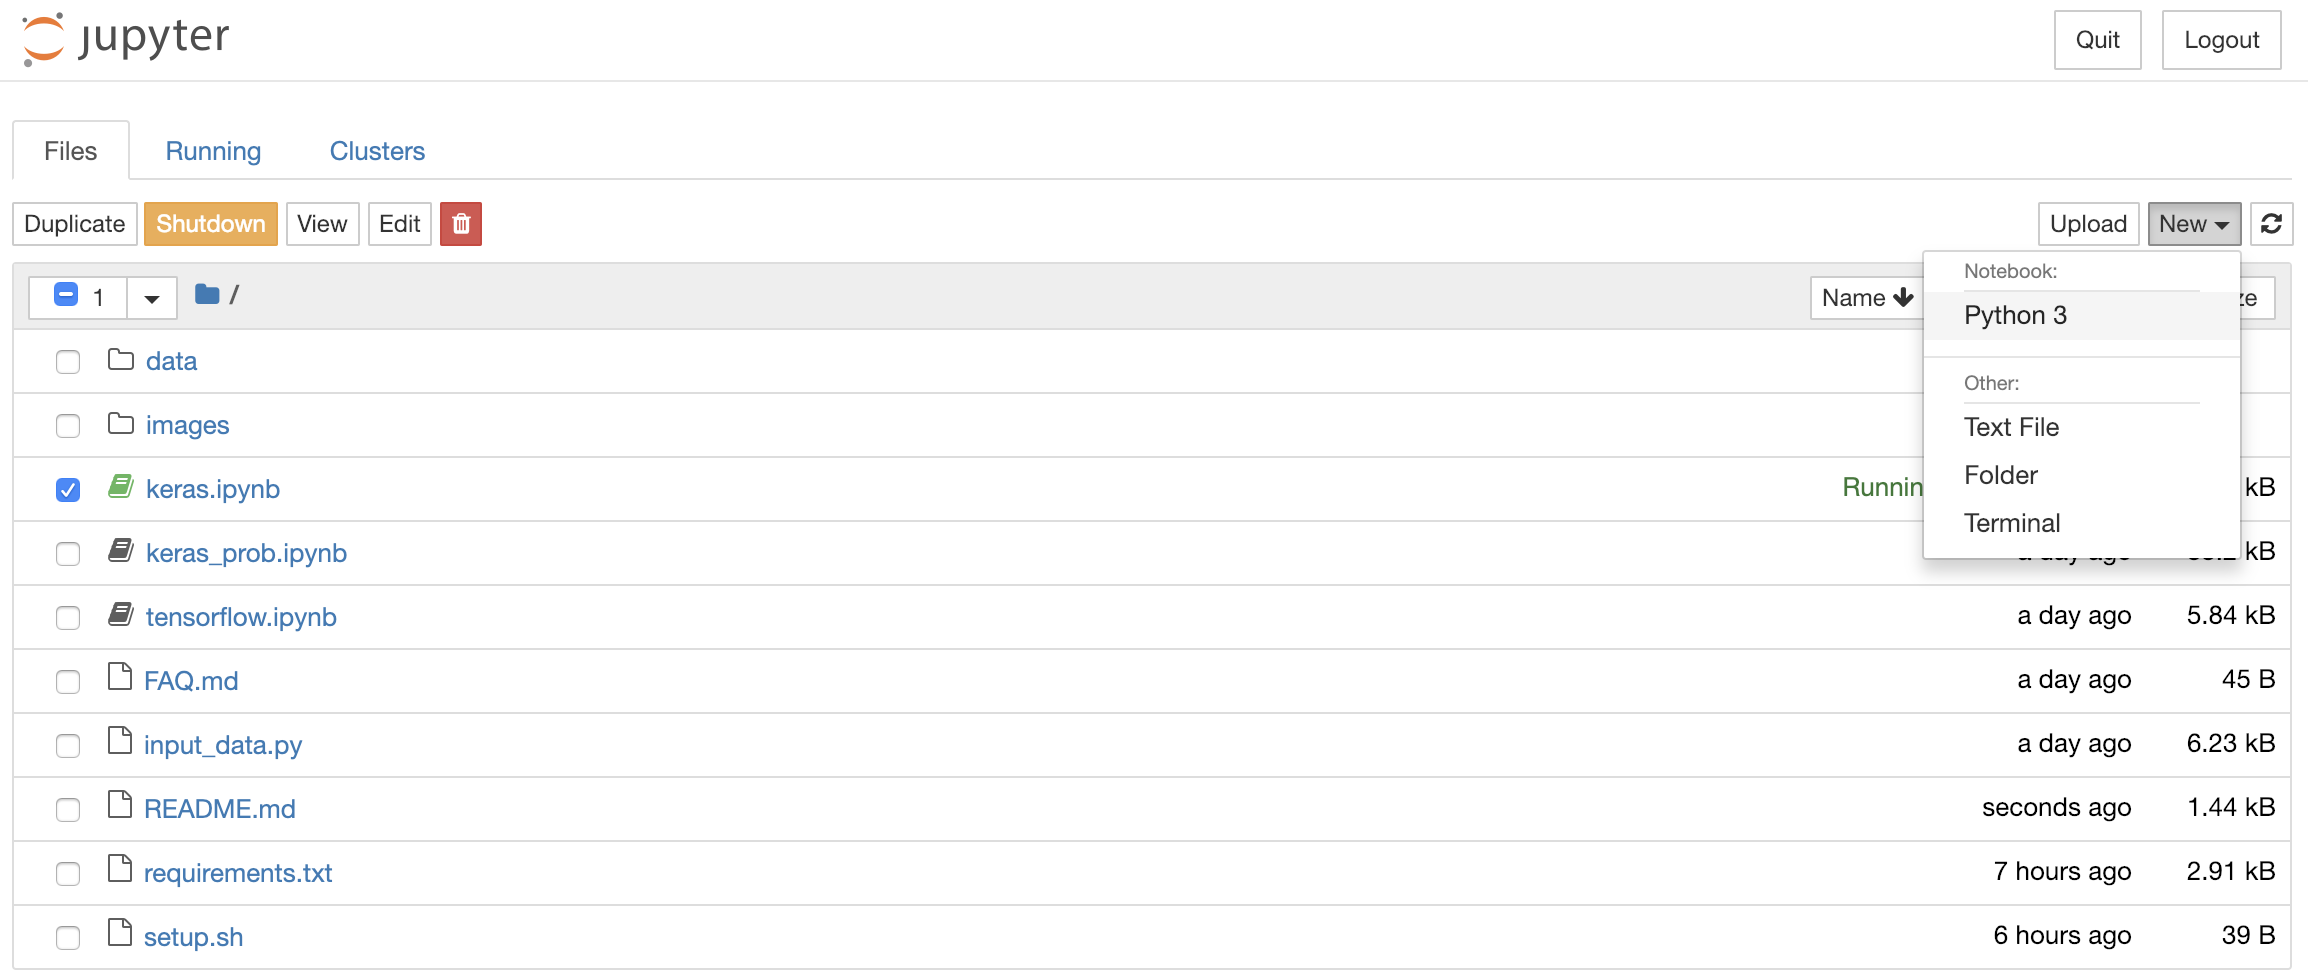 jupyter Quit Logout
Files Running Clusters
Duplicate Shutdown View Edit Upload New
1 / Name
Notebook:
Python 3
Other:
Text File
Folder
Terminal
data
images
keras.ipynb kB
keras_prob.ipynb a day ago kB
tensorflow.ipynb a day ago 5.84 kB
FAQ.md a day ago 45 B
input_data.py a day ago 6.23 kB
README.md seconds ago 1.44 kB
requirements.txt 7 hours ago 2.91 kB
setup.sh 6 hours ago 39 B